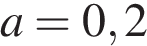 a = 0, 2